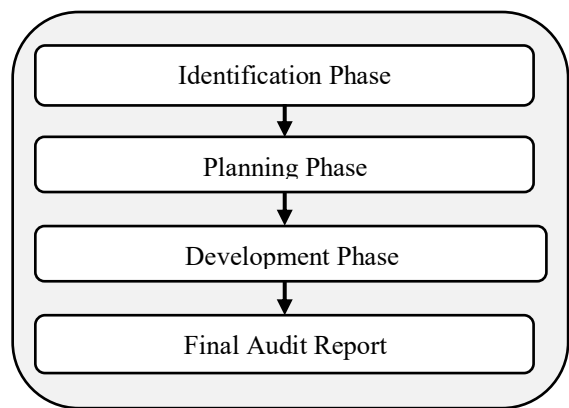 Identification Phase
Planning Phase
Development Phase
Final Audit Report